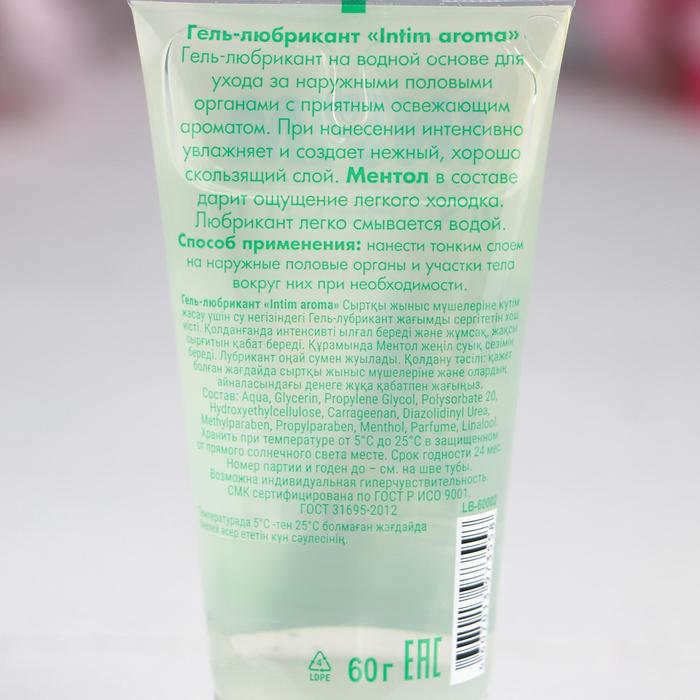 Гель-любрикант «Intim aroma»
Гель-любрикант на водной основе для
ухода за наружными половыми
органами с приятным освежающим
ароматом. При нанесении интенсивно
увлажняет и создает нежный, хорошо
скользящий слой. Ментол в составе
дарит ощущение легкого холодка.
Любрикант легко смывается водой.
Способ применения: нанести тонким слоем
на наружные половые органы и участки тела
вокруг них при необходимости.
Гель-любрикант «Intim aroma» Сыртқы жыныс мүшелеріне күтім
жасау үшін су негізіндегі Гель-лубрикант жағымды сергітетін хош
иісті. Қолданғанда интенсивті ылғал береді және жұмсақ, жақсы
сырғитын қабат береді. Құрамында Ментол жеңіл суық сезімін
береді. Лубрикант оңай сумен жуылады. Қолдану тәсілі: қажет
болған жағдайда сыртқы жыныс мүшелеріне және олардың
айналасындағы денеге жұқа қабатпен жағыңыз.
Состав: Aqua, Glycerin, Propylene Glycol, Polysorbate 20,
Hydroxyethylcellulose, Carrageenan, Diazolidinyl Urea,
Methylparaben, Propylparaben, Menthol, Parfume, Linalool.
Хранить при температуре от 5°С до 25°С в защищенном
от прямого солнечного света месте. Срок годности 24 мес.
Номер партии и годен до – см. на шве тубы.
Возможна индивидуальная гиперчувствительность.
СМК сертифицирована по ГОСТ Р ИСО 9001.
ГОСТ 31695-2012
Температурада 5°С -тен 25°С болмаған жағдайда
әсер ететін күн сәулесінің.
LB-60002
4
LDPE
60 г
EAC